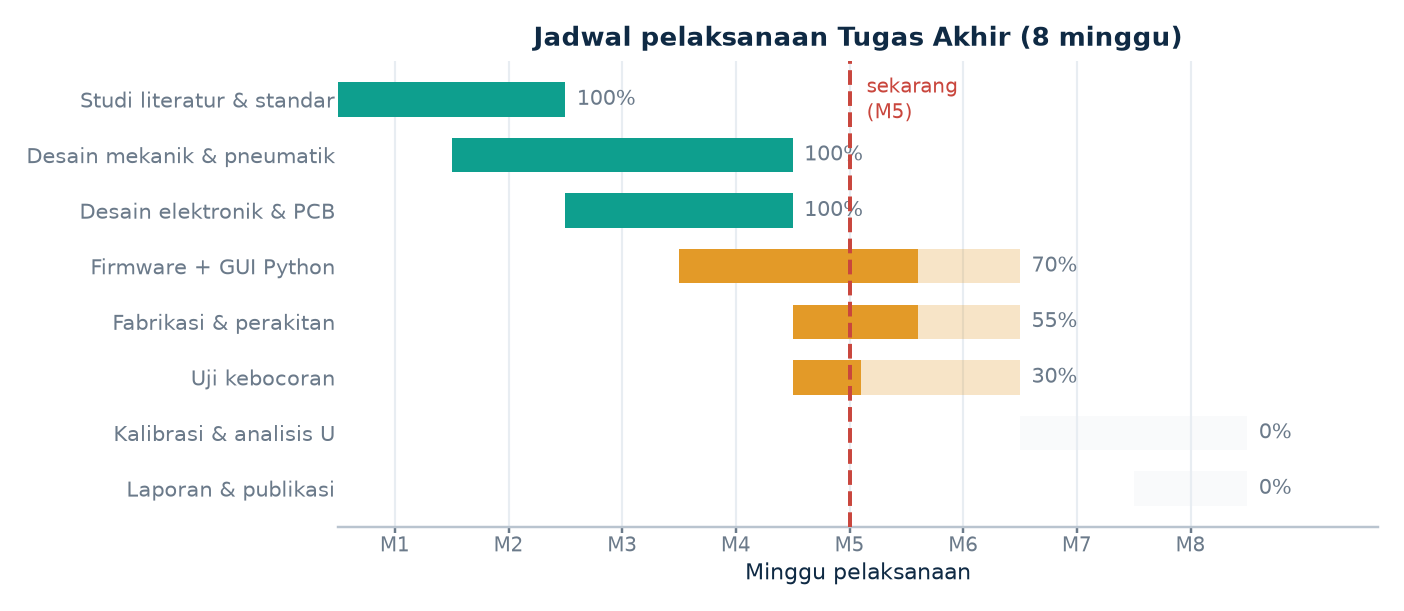 Jadwal pelaksanaan Tugas Akhir (8 minggu)
sekarang
(M5)
Studi literatur & standar 100%
Desain mekanik & pneumatik 100%
Desain elektronik & PCB 100%
Firmware + GUI Python 70%
Fabrikasi & perakitan 55%
Uji kebocoran 30%
Kalibrasi & analisis U 0%
Laporan & publikasi 0%
M1 M2 M3 M4 M5 M6 M7 M8
Minggu pelaksanaan